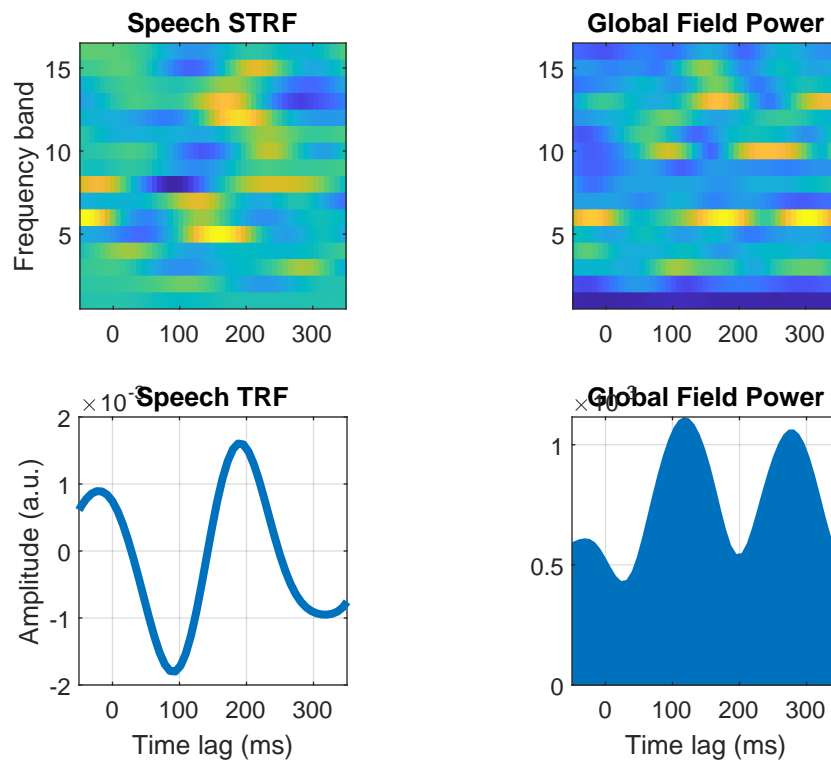 Speech STRF
Global Field Power
Frequency band
15
10
5
0 100 200 300
15
10
5
0 100 200 300
Speech TRF
Global Field Power
× 10⁻³
Amplitude (a.u.)
2
1
0
-1
-2
0 100 200 300
Time lag (ms)
× 10⁻³
1
0.5
0
0 100 200 300
Time lag (ms)